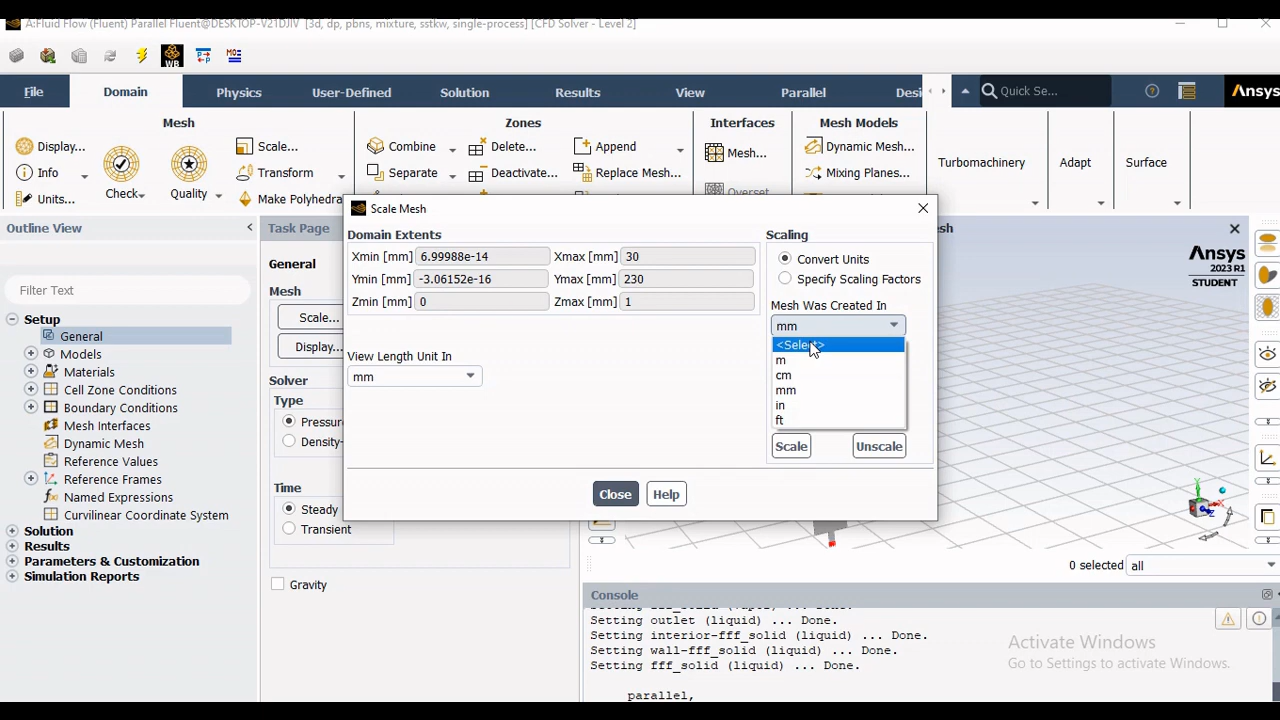 A:Fluid Flow (Fluent) Parallel Fluent@DESKTOP-V21DJIV [3d, dp, pbns, mixture, sstkw, single-process] [CFD Solver - Level 2]
WB
File Domain Physics User-Defined Solution Results View Parallel Quick Se... Ansys
Mesh Zones Interfaces Mesh Models
Display... Scale... Combine Delete... Append Mesh... Dynamic Mesh...
Info Check Quality Transform Separate Deactivate... Replace Mesh... Mixing Planes... Turbomachinery Adapt Surface
Units... Make Polyhedra Overset
Outline View
Task Page
Filter Text
Setup
General
Models
Materials
Cell Zone Conditions
Boundary Conditions
Mesh Interfaces
Dynamic Mesh
Reference Values
Reference Frames
Named Expressions
Curvilinear Coordinate System
Solution
Results
Parameters & Customization
Simulation Reports
General
Mesh
Scale...
Display...
Solver
Type
Density-
Time
Steady
Transient
Gravity
Scale Mesh
Domain Extents
Xmin [mm] 6.99988e-14 Xmax [mm] 30
Ymin [mm] -3.06152e-16 Ymax [mm] 230
Zmin [mm] 0 Zmax [mm] 1
View Length Unit In
mm
Scaling
Convert Units
Specify Scaling Factors
Mesh Was Created In
mm
<Select>
m
cm
mm
in
ft
Scale Unscale
Close Help
Ansys
2023 R1
STUDENT
0 selected all
Console
Setting outlet (liquid) ... Done.
Setting interior-fff_solid (liquid) ... Done.
Setting wall-fff_solid (liquid) ... Done.
Setting fff_solid (liquid) ... Done.
parallel,
Activate Windows
Go to Settings to activate Windows.